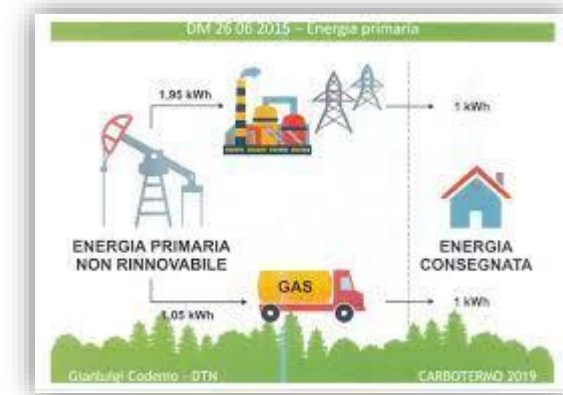 DM 26 06 2015 – Energia primaria
1,95 kWh
1 kWh
ENERGIA PRIMARIA
NON RINNOVABILE
ENERGIA
CONSEGNATA
GAS
1,05 kWh
1 kWh
Gianluigi Codemo - DTN
CARBOTERMO 2019